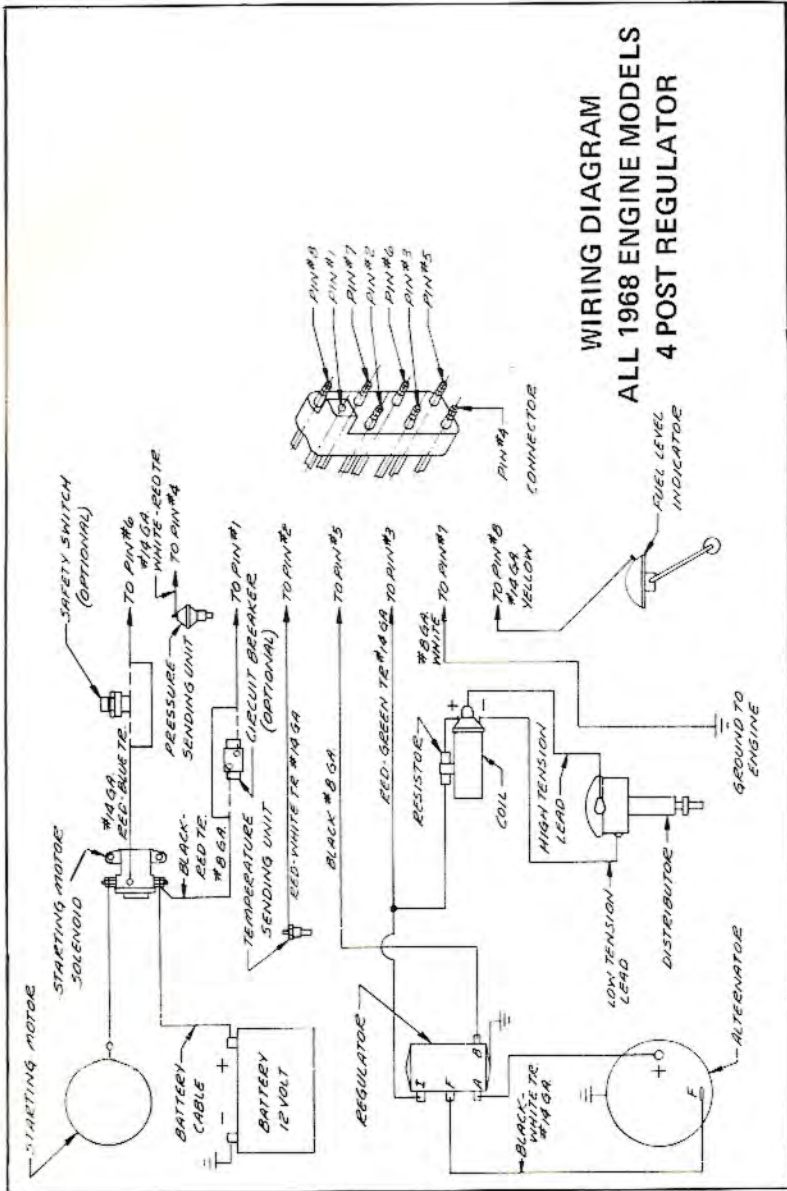 WIRING DIAGRAM
ALL 1968 ENGINE MODELS
4 POST REGULATOR
STARTING MOTOR
STARTING MOTOR
SOLENOID
#14 GA.
RED-BLUE TR.
SAFETY SWITCH
(OPTIONAL)
TO PIN #6
#14 GA.
WHITE-RED TR.
TO PIN #4
PRESSURE
SENDING UNIT
BATTERY
CABLE
BLACK-
RED TR.
#8 GA.
TO PIN #1
CIRCUIT BREAKER
(OPTIONAL)
- +
BATTERY
12 VOLT
TEMPERATURE
SENDING UNIT
RED-WHITE TR #14 GA
TO PIN #2
BLACK #8 GA.
TO PIN #5
REGULATOR
I
F
A
B
RED-GREEN TR #14 GA
TO PIN #3
RESISTOR
+
-
COIL
#8 GA.
WHITE
TO PIN #7
HIGH TENSION
LEAD
TO PIN #8
#14 GA.
YELLOW
LOW TENSION
LEAD
DISTRIBUTOR
GROUND TO
ENGINE
FUEL LEVEL
INDICATOR
BLACK-
WHITE TR.
#14 GA.
+
F
ALTERNATOR
PIN #8
PIN #1
PIN #7
PIN #2
PIN #6
PIN #3
PIN #5
PIN #4
CONNECTOR